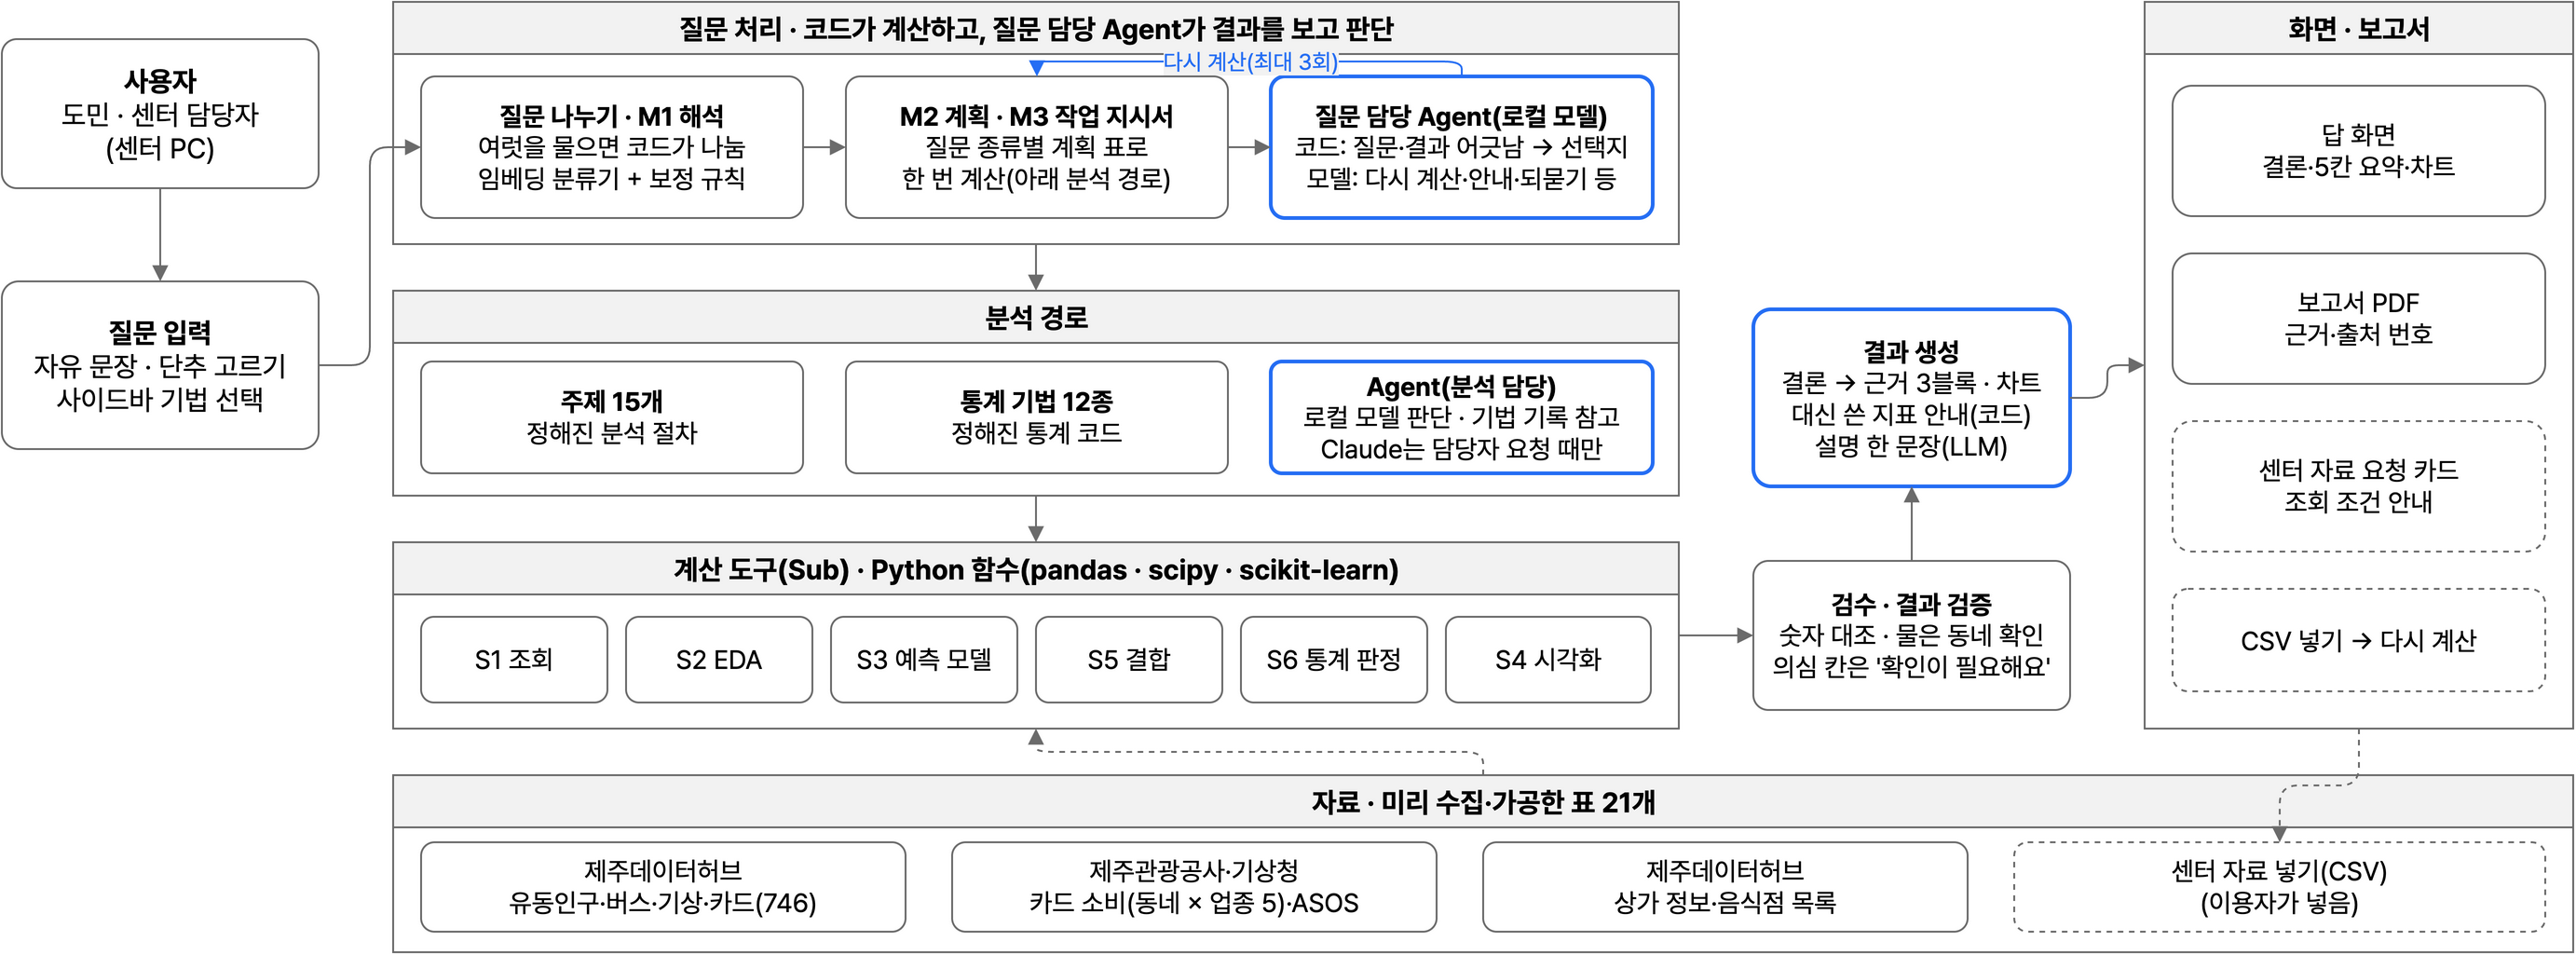 사용자
도민 · 센터 담당자
(센터 PC)
질문 입력
자유 문장 · 단추 고르기
사이드바 기법 선택
질문 처리 · 코드가 계산하고, 질문 담당 Agent가 결과를 보고 판단
다시 계산(최대 3회)
질문 나누기 · M1 해석
여럿을 물으면 코드가 나눔
임베딩 분류기 + 보정 규칙
M2 계획 · M3 작업 지시서
질문 종류별 계획 표로
한 번 계산(아래 분석 경로)
질문 담당 Agent(로컬 모델)
코드: 질문·결과 어긋남 → 선택지
모델: 다시 계산·안내·되묻기 등
분석 경로
주제 15개
정해진 분석 절차
통계 기법 12종
정해진 통계 코드
Agent(분석 담당)
로컬 모델 판단 · 기법 기록 참고
Claude는 담당자 요청 때만
계산 도구(Sub) · Python 함수(pandas · scipy · scikit-learn)
S1 조회
S2 EDA
S3 예측 모델
S5 결합
S6 통계 판정
S4 시각화
결과 생성
결론 → 근거 3블록 · 차트
대신 쓴 지표 안내(코드)
설명 한 문장(LLM)
검수 · 결과 검증
숫자 대조 · 물은 동네 확인
의심 칸은 '확인이 필요해요'
화면 · 보고서
답 화면
결론·5칸 요약·차트
보고서 PDF
근거·출처 번호
센터 자료 요청 카드
조회 조건 안내
CSV 넣기 → 다시 계산
자료 · 미리 수집·가공한 표 21개
제주데이터허브
유동인구·버스·기상·카드(746)
제주관광공사·기상청
카드 소비(동네 × 업종 5)·ASOS
제주데이터허브
상가 정보·음식점 목록
센터 자료 넣기(CSV)
(이용자가 넣음)